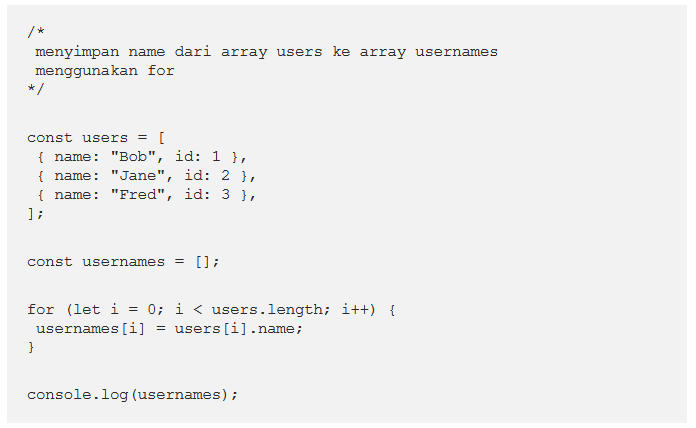 /*
 menyimpan name dari array users ke array usernames
 menggunakan for
*/
const users = [
 { name: "Bob", id: 1 },
 { name: "Jane", id: 2 },
 { name: "Fred", id: 3 },
];
const usernames = [];
for (let i = 0; i < users.length; i++) {
 usernames[i] = users[i].name;
}
console.log(usernames);